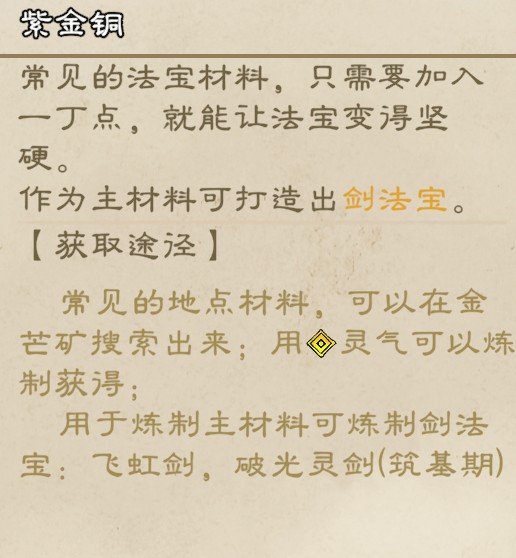 紫金铜
常见的法宝材料，只需要加入
一丁点，就能让法宝变得坚
硬。
作为主材料可打造出剑法宝。
【获取途径】
常见的地点材料，可以在金
芒矿搜索出来；用灵气可以炼
制获得；
用于炼制主材料可炼制剑法
宝：飞虹剑，破光灵剑(筑基期)